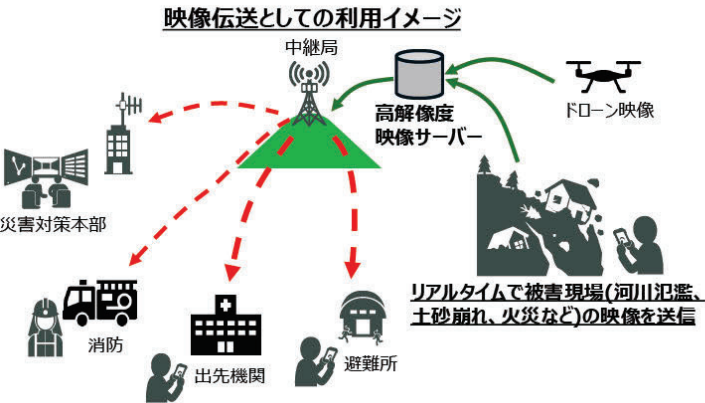 映像伝送としての利用イメージ
中継局
高解像度
映像サーバー
ドローン映像
災害対策本部
リアルタイムで被害現場(河川氾濫、
土砂崩れ、火災など)の映像を送信
消防
出先機関
避難所